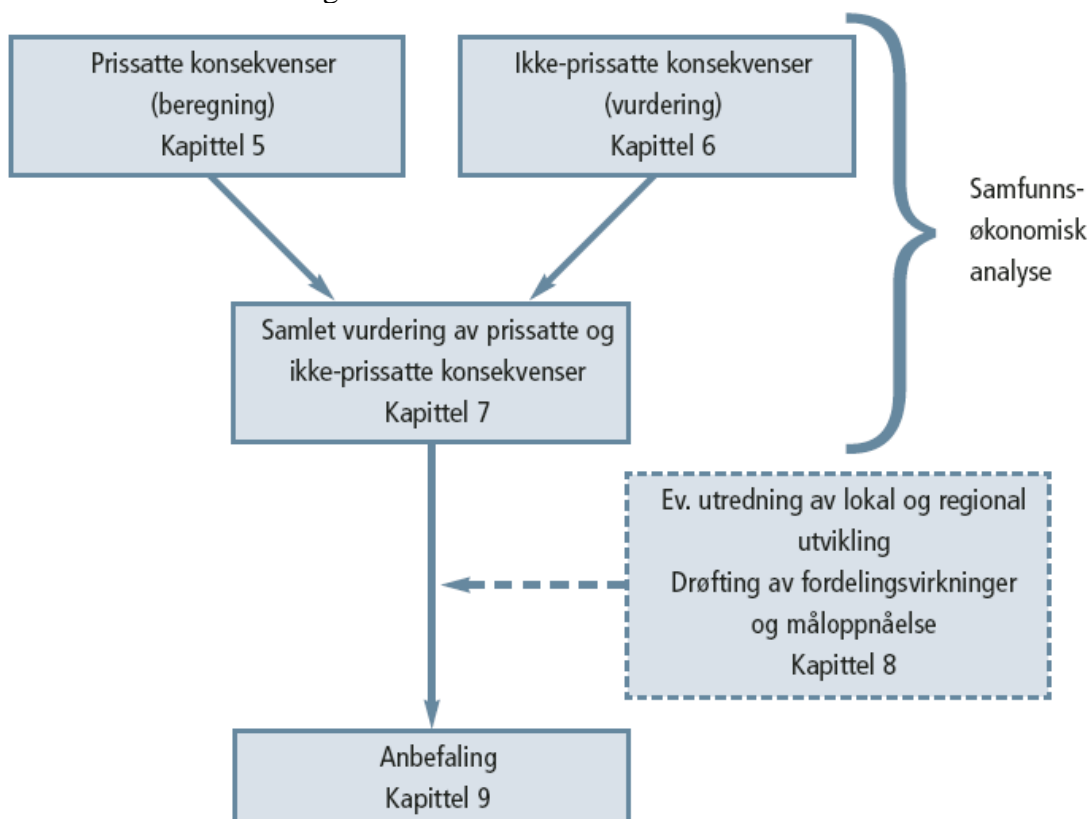 Prissatte konsekvenser
(beregning)
Kapittel 5
Ikke-prissatte konsekvenser
(vurdering)
Kapittel 6
Samfunns-
økonomisk
analyse
Samlet vurdering av prissatte og
ikke-prissatte konsekvenser
Kapittel 7
Ev. utredning av lokal og regional
utvikling
Drøfting av fordelingsvirkninger
og måloppnåelse
Kapittel 8
Anbefaling
Kapittel 9